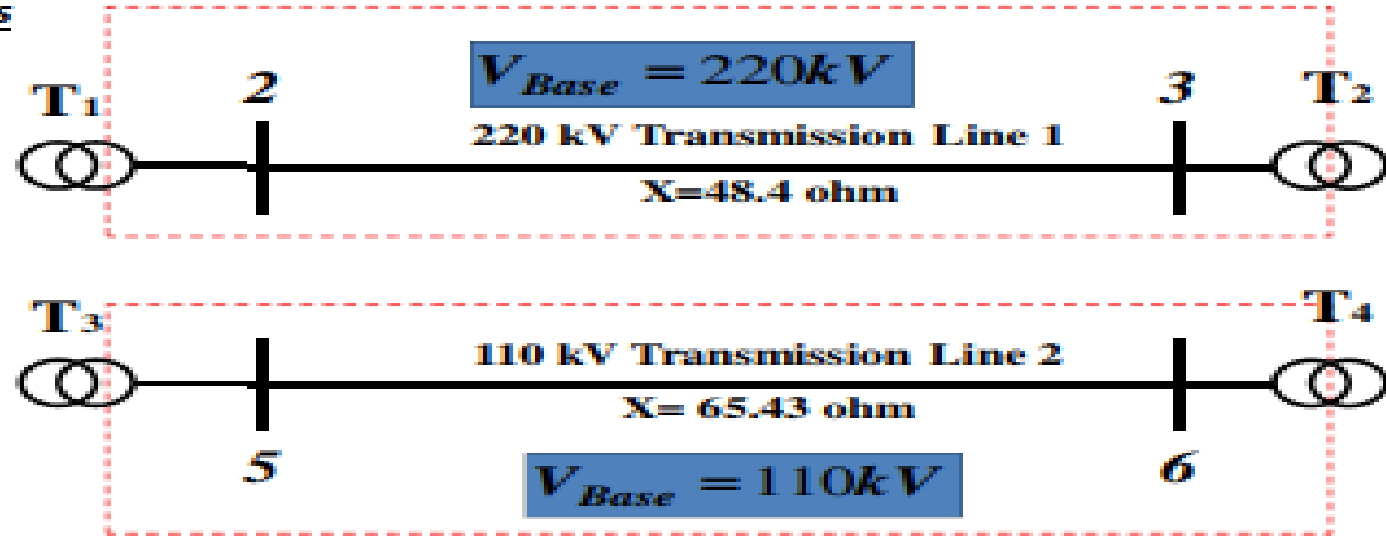 V_Base = 220kV
T1 2 3 T2
220 kV Transmission Line 1
X=48.4 ohm
T3 T4
110 kV Transmission Line 2
X= 65.43 ohm
5 6
V_Base = 110kV